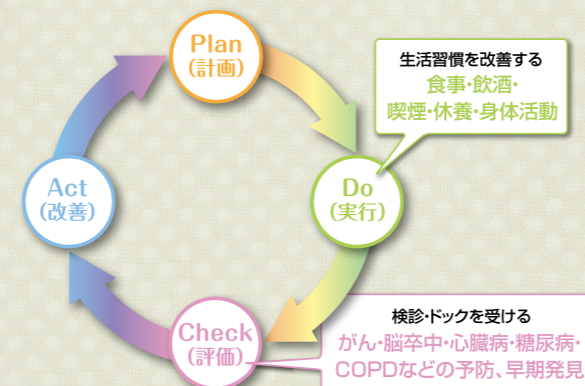 Plan
（計画）
生活習慣を改善する
食事・飲酒・
喫煙・休養・身体活動
Do
（実行）
Act
（改善）
Check
（評価）
検診・ドックを受ける
がん・脳卒中・心臓病・糖尿病・
COPDなどの予防、早期発見